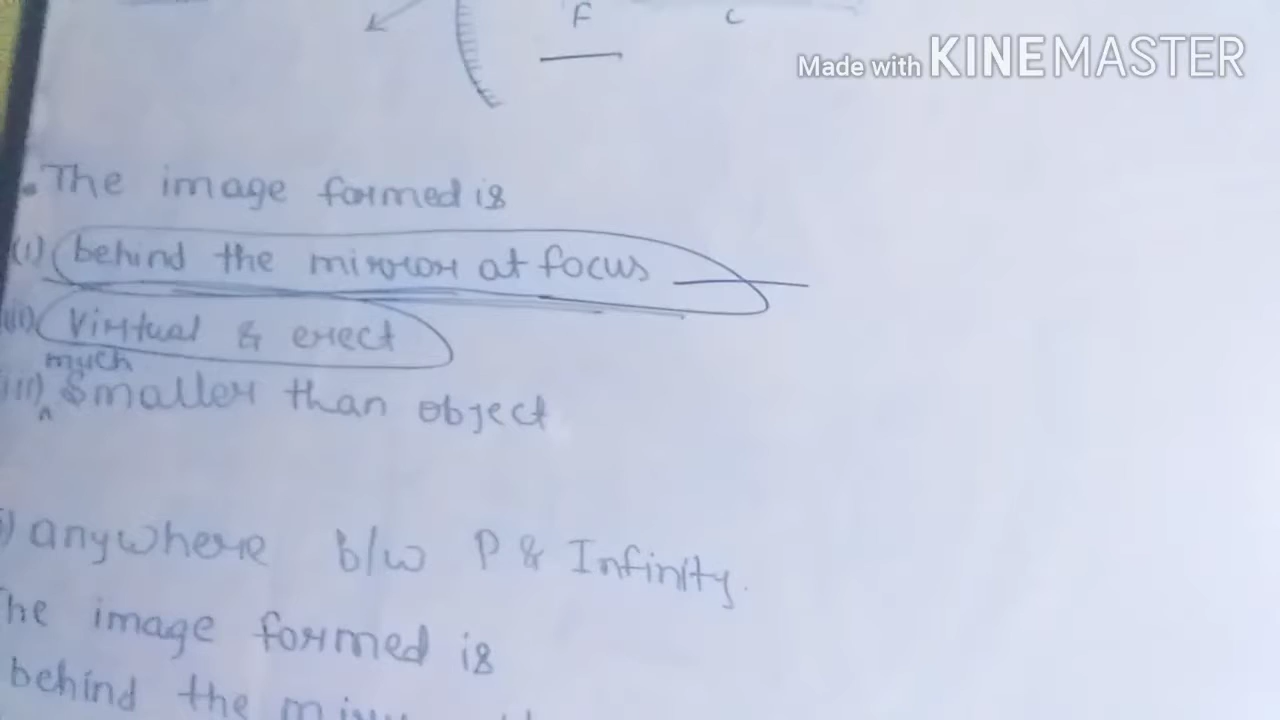 F C
Made with KINEMASTER
The image formed is
(i) behind the mirror at focus
(ii) Virtual & erect
much
(iii) Smaller than object
) anywhere b/w P & Infinity.
The image formed is
behind the